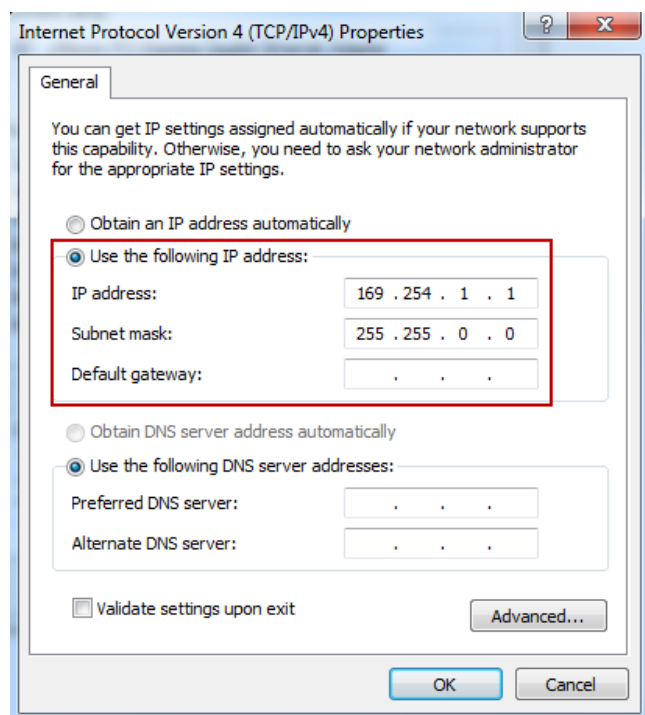 Internet Protocol Version 4 (TCP/IPv4) Properties
?
X
General
You can get IP settings assigned automatically if your network supports
this capability. Otherwise, you need to ask your network administrator
for the appropriate IP settings.
Obtain an IP address automatically
Use the following IP address:
IP address: 169 . 254 . 1 . 1
Subnet mask: 255 . 255 . 0 . 0
Default gateway: . . .
Obtain DNS server address automatically
Use the following DNS server addresses:
Preferred DNS server: . . .
Alternate DNS server: . . .
Validate settings upon exit
Advanced...
OK Cancel